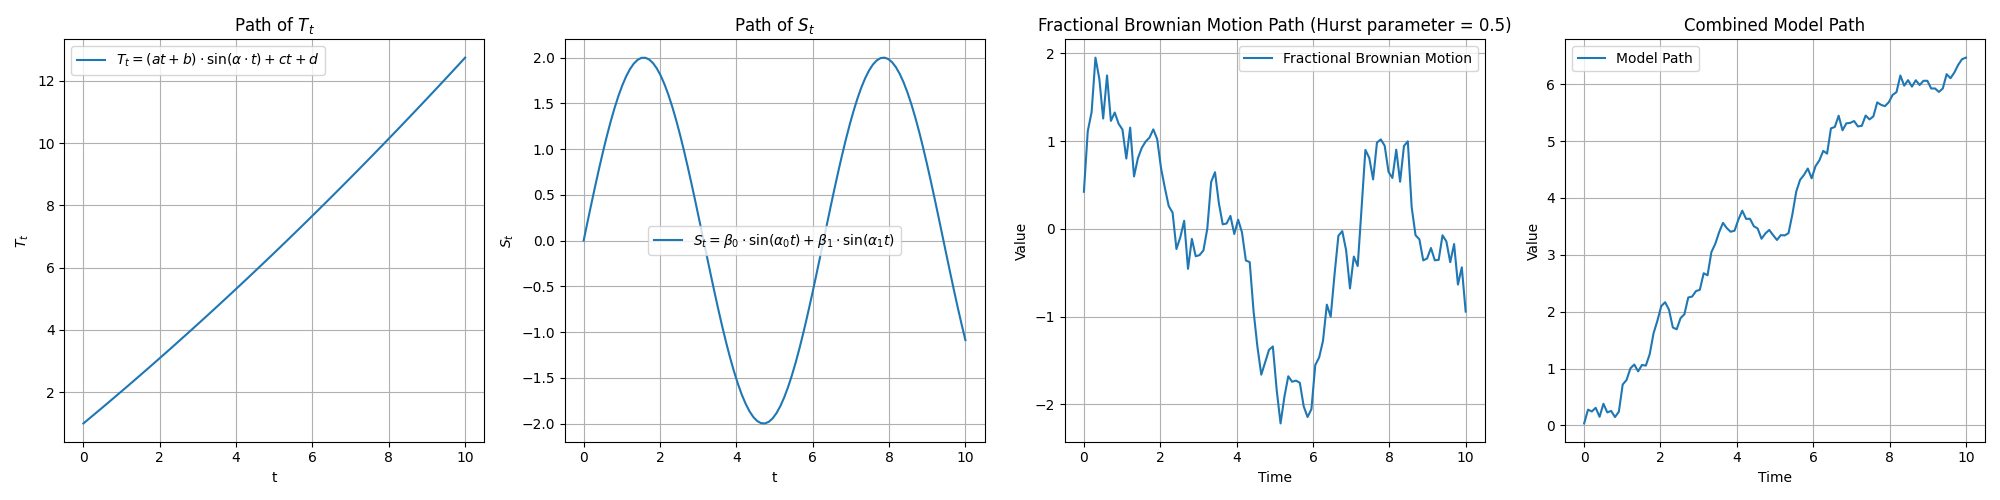 Path of T_t
T_t = (at + b) · sin(α · t) + ct + d
12
10
8
6
4
2
T_t
0 2 4 6 8 10
t
Path of S_t
S_t = β_0 · sin(α_0t) + β_1 · sin(α_1t)
2.0
1.5
1.0
0.5
0.0
−0.5
−1.0
−1.5
−2.0
S_t
0 2 4 6 8 10
t
Fractional Brownian Motion Path (Hurst parameter = 0.5)
Fractional Brownian Motion
2
1
0
−1
−2
Value
0 2 4 6 8 10
Time
Combined Model Path
Model Path
6
5
4
3
2
1
0
Value
0 2 4 6 8 10
Time